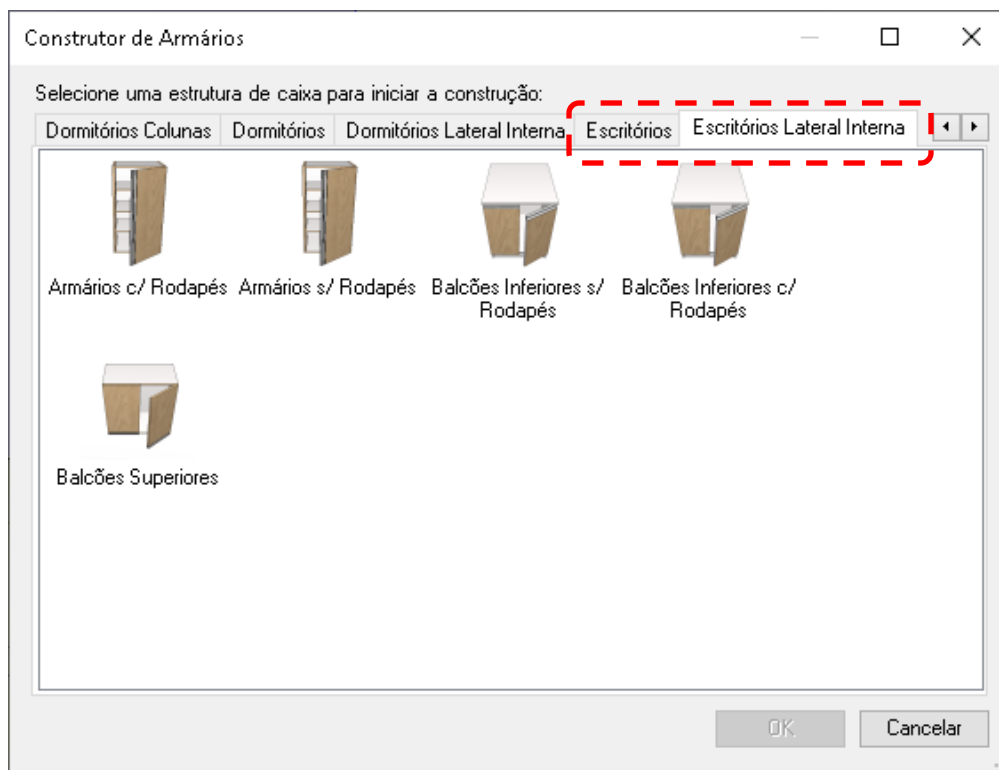 Construtor de Armários
Selecione uma estrutura de caixa para iniciar a construção:
Dormitórios Colunas Dormitórios Dormitórios Lateral Interna Escritórios Escritórios Lateral Interna
Armários c/ Rodapés Armários s/ Rodapés Balcões Inferiores s/ Balcões Inferiores c/
Rodapés Rodapés
Balcões Superiores
OK Cancelar